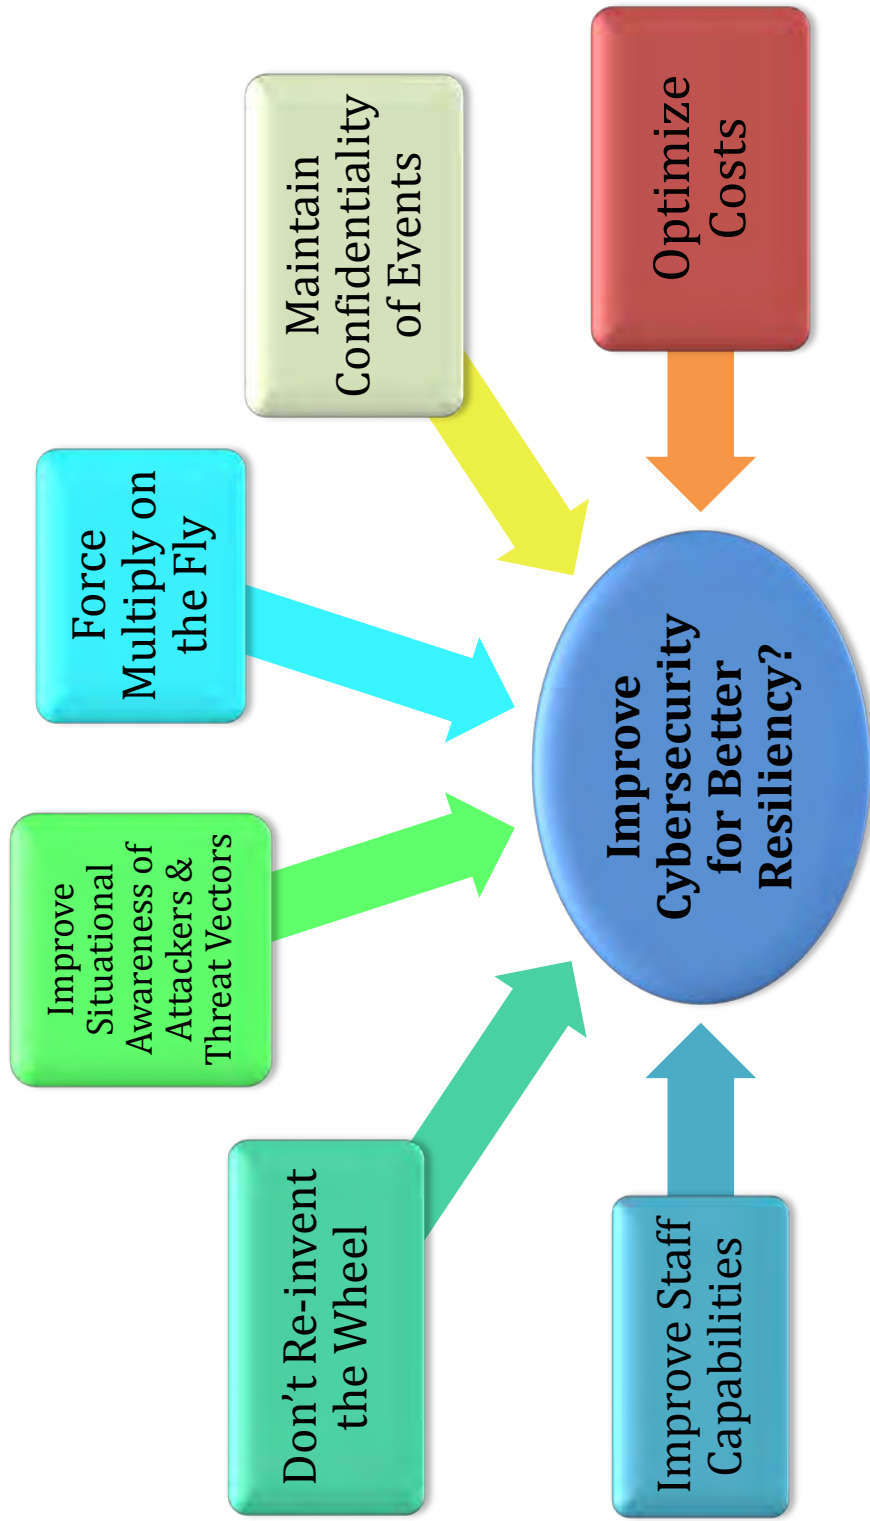 Improve Staff
Capabilities
Don't Re-invent
the Wheel
Improve
Situational
Awareness of
Attackers &
Threat Vectors
Force
Multiply on
the Fly
Maintain
Confidentiality
of Events
Optimize
Costs
Improve
Cybersecurity
for Better
Resiliency?